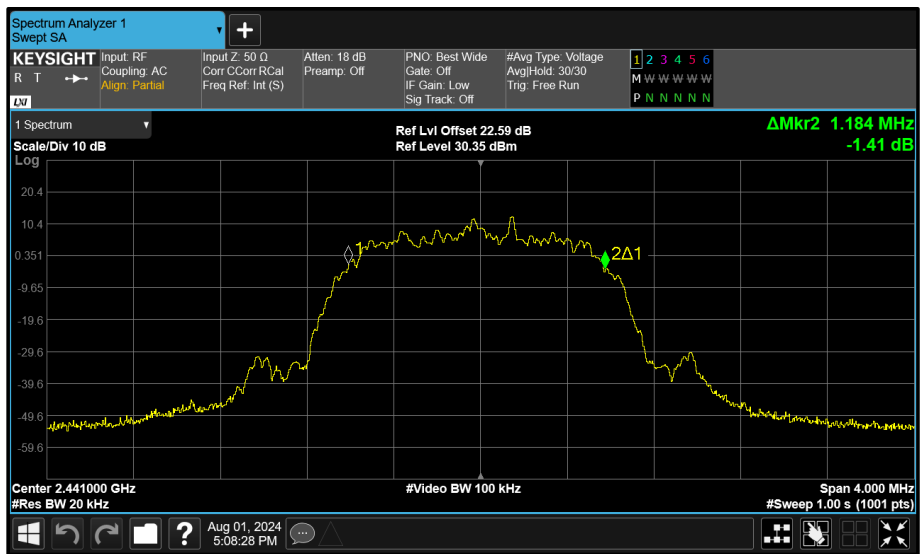 Spectrum Analyzer 1
Swept SA
+
KEYSIGHT
R T
LXI
Input: RF
Coupling: AC
Align: Partial
Input Z: 50 Ω
Corr CCorr RCal
Freq Ref: Int (S)
Atten: 18 dB
Preamp: Off
PNO: Best Wide
Gate: Off
IF Gain: Low
Sig Track: Off
#Avg Type: Voltage
Avg|Hold: 30/30
Trig: Free Run
1 2 3 4 5 6
M W W W W W
P N N N N N
1 Spectrum
Scale/Div 10 dB
Log
Ref Lvl Offset 22.59 dB
Ref Level 30.35 dBm
ΔMkr2 1.184 MHz
-1.41 dB
20.4
10.4
0.351
-9.65
-19.6
-29.6
-39.6
-49.6
-59.6
1
2Δ1
Center 2.441000 GHz
#Res BW 20 kHz
#Video BW 100 kHz
Span 4.000 MHz
#Sweep 1.00 s (1001 pts)
?
Aug 01, 2024
5:08:28 PM